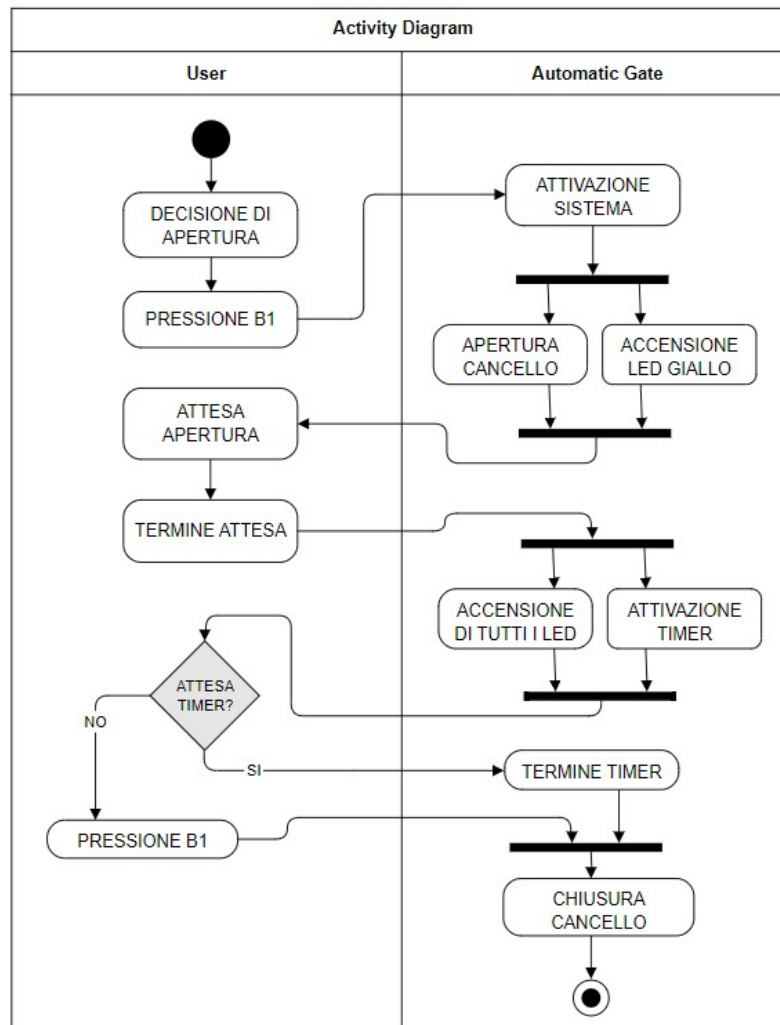 Activity Diagram
User
Automatic Gate
DECISIONE DI
APERTURA
PRESSIONE B1
ATTIVAZIONE
SISTEMA
APERTURA
CANCELLO
ACCENSIONE
LED GIALLO
ATTESA
APERTURA
TERMINE ATTESA
ACCENSIONE
DI TUTTI I LED
ATTIVAZIONE
TIMER
ATTESA
TIMER?
NO
SI
TERMINE TIMER
PRESSIONE B1
CHIUSURA
CANCELLO